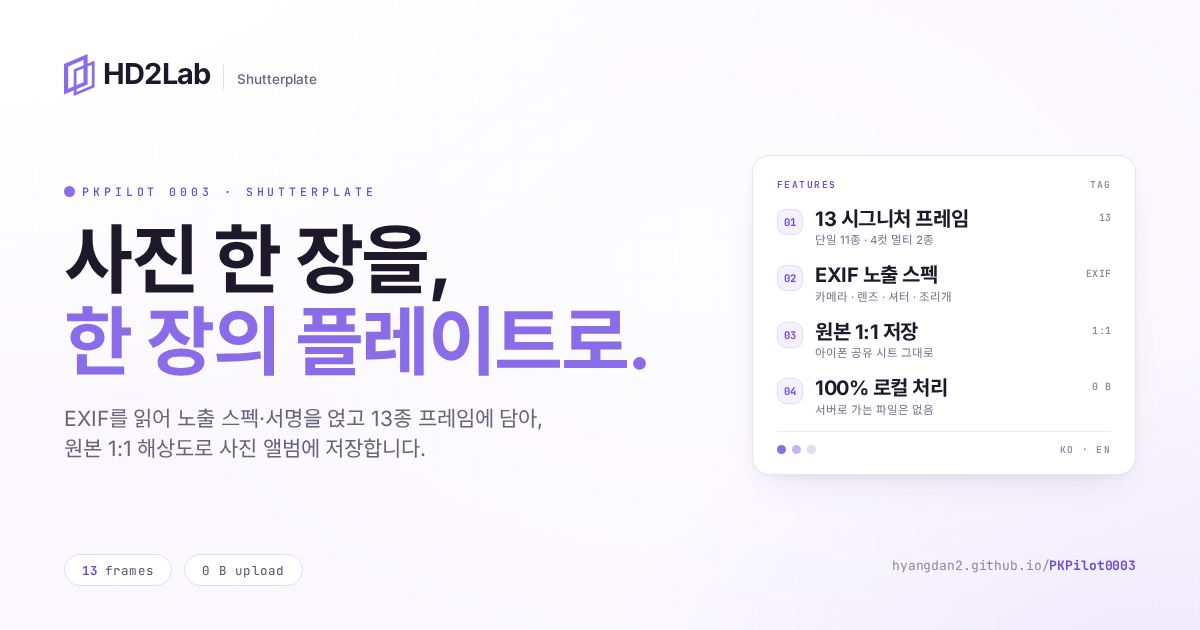 HD2Lab
Shutterplate
PKPILOT 0003 · SHUTTERPLATE
사진 한 장을,
한 장의 플레이트로.
EXIF를 읽어 노출 스펙·서명을 얹고 13종 프레임에 담아,
원본 1:1 해상도로 사진 앨범에 저장합니다.
13 frames
0 B upload
FEATURES
TAG
01
13 시그니처 프레임
13
단일 11종 · 4컷 멀티 2종
02
EXIF 노출 스펙
EXIF
카메라 · 렌즈 · 셔터 · 조리개
03
원본 1:1 저장
1:1
아이폰 공유 시트 그대로
04
100% 로컬 처리
0 B
서버로 가는 파일은 없음
KO · EN
hyangdan2.github.io/PKPilot0003